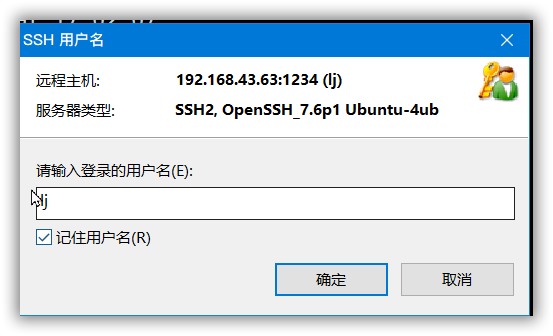 SSH 用户名
远程主机: 192.168.43.63:1234 (lj)
服务器类型: SSH2, OpenSSH_7.6p1 Ubuntu-4ub
请输入登录的用户名(E):
lj
记住用户名(R)
确定 取消